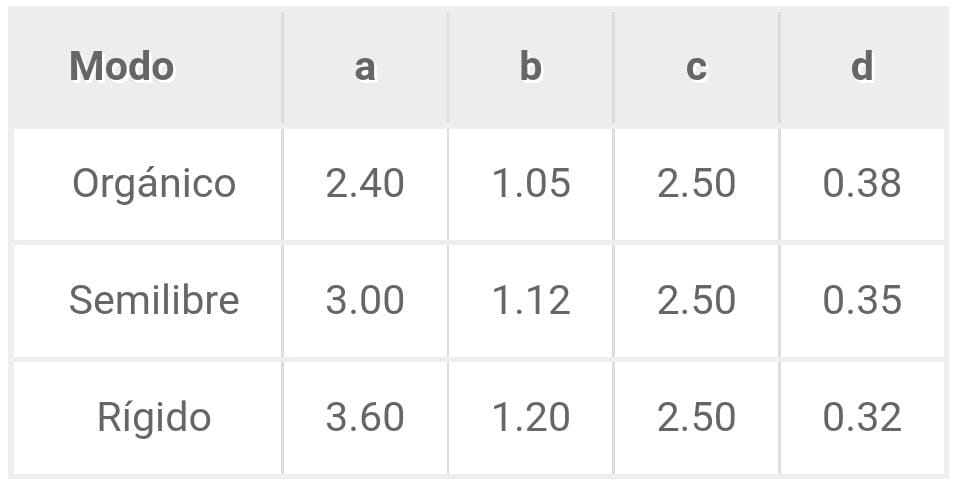 Modo a b c d
Orgánico 2.40 1.05 2.50 0.38
Semilibre 3.00 1.12 2.50 0.35
Rígido 3.60 1.20 2.50 0.32